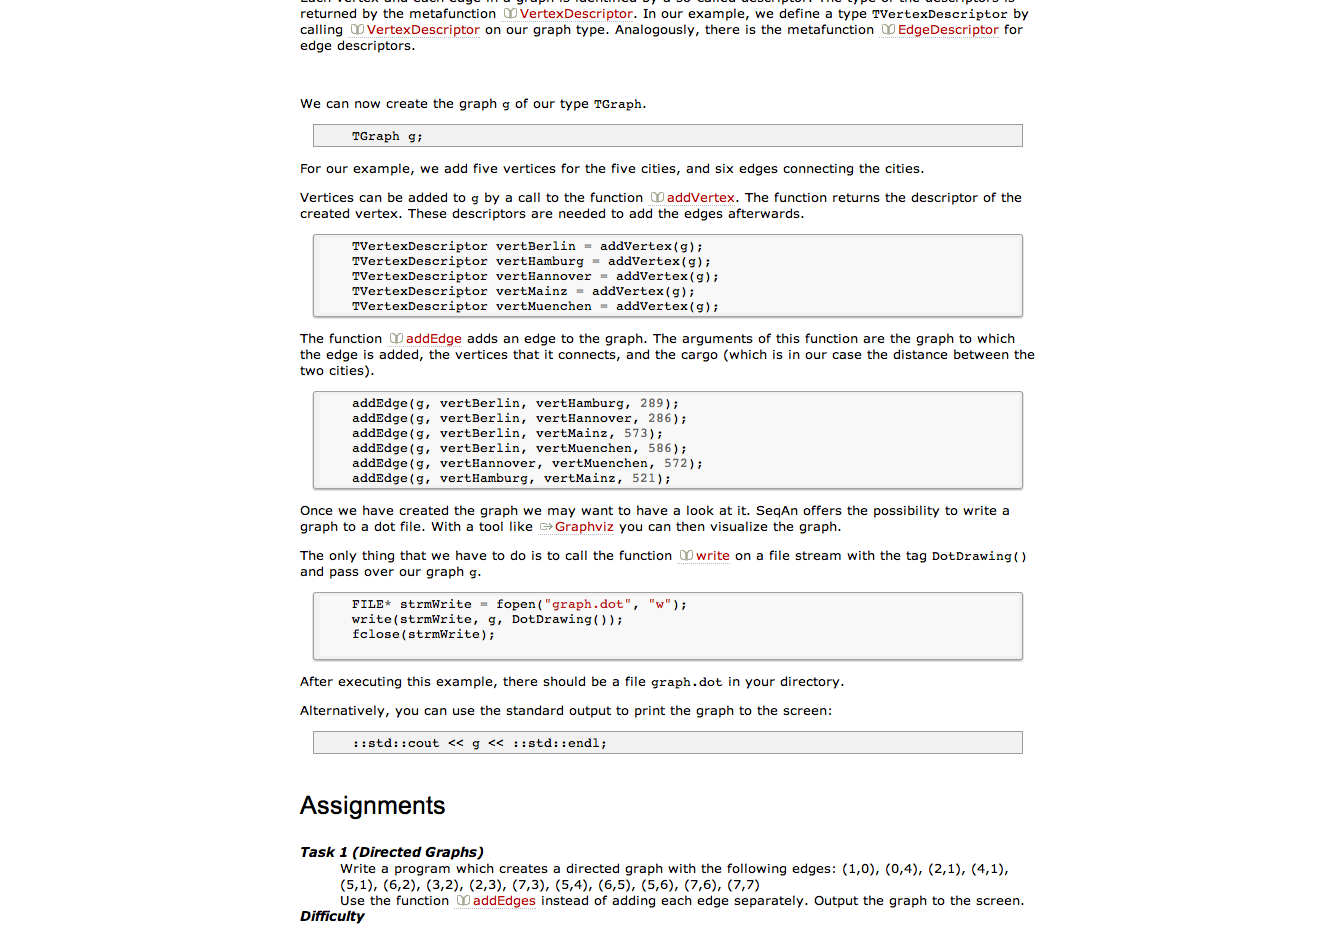 returned by the metafunction VertexDescriptor. In our example, we define a type TVertexDescriptor by
calling VertexDescriptor on our graph type. Analogously, there is the metafunction EdgeDescriptor for
edge descriptors.
We can now create the graph g of our type TGraph.
TGraph g;
For our example, we add five vertices for the five cities, and six edges connecting the cities.
Vertices can be added to g by a call to the function addVertex. The function returns the descriptor of the
created vertex. These descriptors are needed to add the edges afterwards.
TVertexDescriptor vertBerlin = addVertex(g);
TVertexDescriptor vertHamburg = addVertex(g);
TVertexDescriptor vertHannover = addVertex(g);
TVertexDescriptor vertMainz = addVertex(g);
TVertexDescriptor vertMuenchen = addVertex(g);
The function addEdge adds an edge to the graph. The arguments of this function are the graph to which
the edge is added, the vertices that it connects, and the cargo (which is in our case the distance between the
two cities).
addEdge(g, vertBerlin, vertHamburg, 289);
addEdge(g, vertBerlin, vertHannover, 286);
addEdge(g, vertBerlin, vertMainz, 573);
addEdge(g, vertBerlin, vertMuenchen, 586);
addEdge(g, vertHannover, vertMuenchen, 572);
addEdge(g, vertHamburg, vertMainz, 521);
Once we have created the graph we may want to have a look at it. SeqAn offers the possibility to write a
graph to a dot file. With a tool like Graphviz you can then visualize the graph.
The only thing that we have to do is to call the function write on a file stream with the tag DotDrawing()
and pass over our graph g.
FILE* strmWrite = fopen("graph.dot", "w");
write(strmWrite, g, DotDrawing());
fclose(strmWrite);
After executing this example, there should be a file graph.dot in your directory.
Alternatively, you can use the standard output to print the graph to the screen:
::std::cout << g << ::std::endl;
Assignments
Task 1 (Directed Graphs)
Write a program which creates a directed graph with the following edges: (1,0), (0,4), (2,1), (4,1),
(5,1), (6,2), (3,2), (2,3), (7,3), (5,4), (6,5), (5,6), (7,6), (7,7)
Use the function addEdges instead of adding each edge separately. Output the graph to the screen.
Difficulty